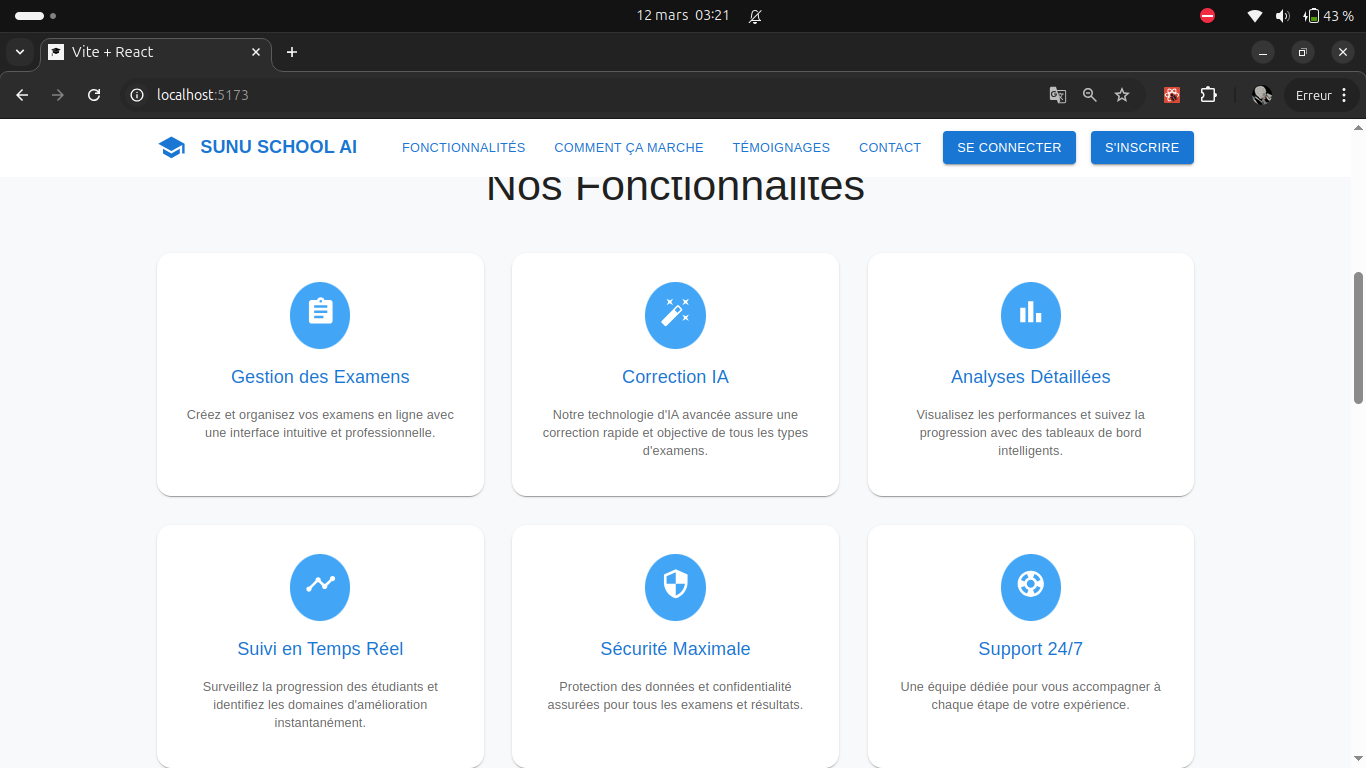 12 mars 03:21
43 %
Vite + React
localhost:5173
Erreur
SUNU SCHOOL AI
FONCTIONNALITÉS
COMMENT ÇA MARCHE
TÉMOIGNAGES
CONTACT
SE CONNECTER
S'INSCRIRE
Nos Fonctionnalités
Gestion des Examens
Créez et organisez vos examens en ligne avec
une interface intuitive et professionnelle.
Correction IA
Notre technologie d'IA avancée assure une
correction rapide et objective de tous les types
d'examens.
Analyses Détaillées
Visualisez les performances et suivez la
progression avec des tableaux de bord
intelligents.
Suivi en Temps Réel
Surveillez la progression des étudiants et
identifiez les domaines d'amélioration
instantanément.
Sécurité Maximale
Protection des données et confidentialité
assurées pour tous les examens et résultats.
Support 24/7
Une équipe dédiée pour vous accompagner à
chaque étape de votre expérience.